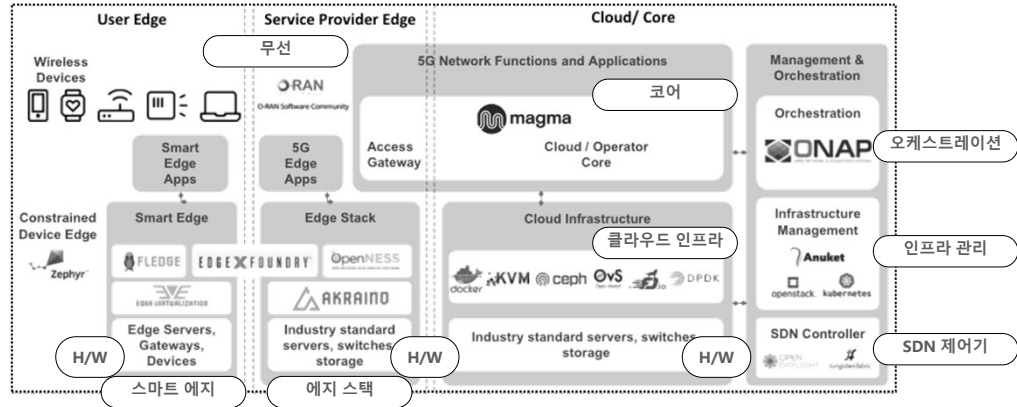 User Edge
Service Provider Edge
Cloud/ Core
무선
Wireless
Devices
O-RAN
O-RAN Software Community
5G Network Functions and Applications
코어
magma
Access
Gateway
Cloud / Operator
Core
Management &
Orchestration
Orchestration
ONAP
오케스트레이션
Smart
Edge
Apps
5G
Edge
Apps
Constrained
Device Edge
Zephyr
Smart Edge
Edge Stack
Cloud Infrastructure
클라우드 인프라
Infrastructure
Management
Anuket
openstack
kubernetes
인프라 관리
FLEDGE
EDGE X FOUNDRY
OpenNESS
docker
KVM
ceph
OvS
DPDK
EDGE VIRTUALIZATION
AKRAINO
Edge Servers,
Gateways,
Devices
Industry standard
servers, switches
storage
Industry standard servers, switches
storage
SDN Controller
OPEN
DAYLIGHT
tungstenfabric
SDN 제어기
H/W
H/W
H/W
스마트 에지
에지 스택